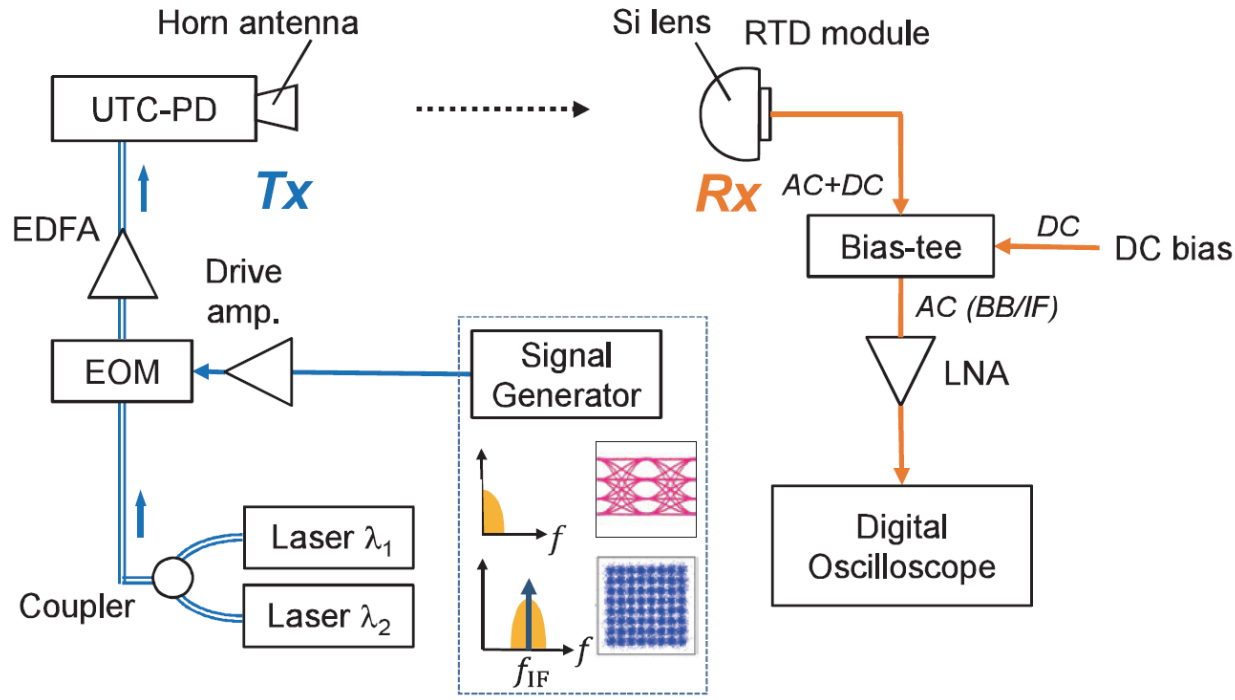 Horn antenna
UTC-PD
Tx
EDFA
Drive
amp.
EOM
Signal
Generator
f
f_IF
f
Laser λ1
Laser λ2
Coupler
Si lens
RTD module
Rx
AC+DC
Bias-tee
DC
DC bias
AC (BB/IF)
LNA
Digital
Oscilloscope